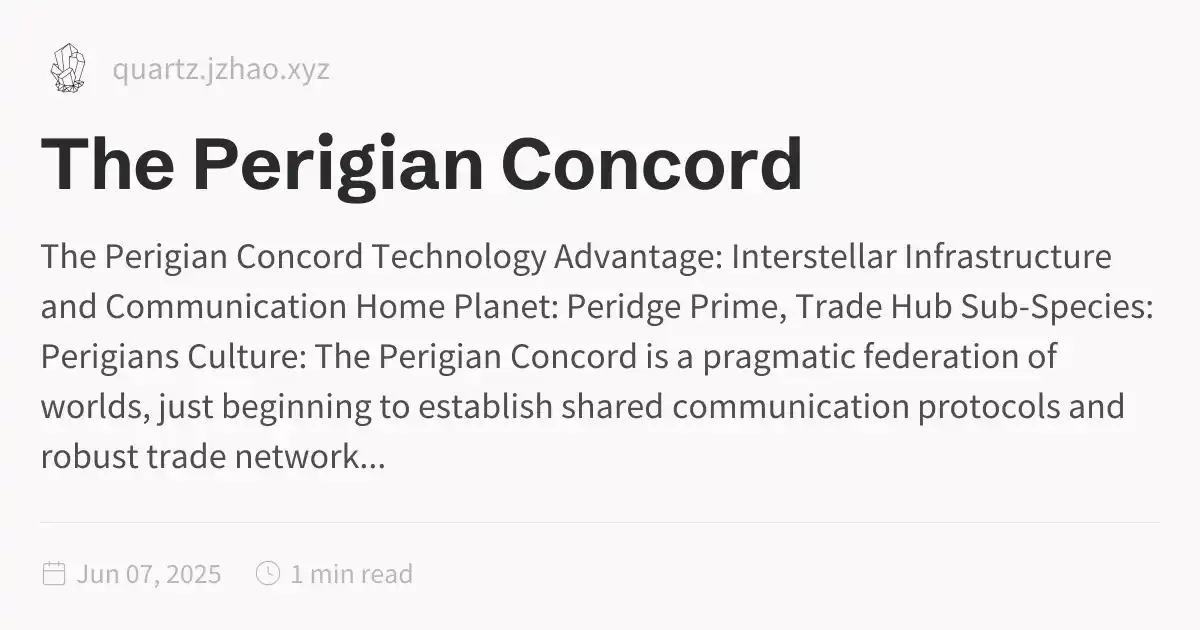 quartz.jzhao.xyz
The Perigian Concord
The Perigian Concord Technology Advantage: Interstellar Infrastructure
and Communication Home Planet: Peridge Prime, Trade Hub Sub-Species:
Perigians Culture: The Perigian Concord is a pragmatic federation of
worlds, just beginning to establish shared communication protocols and
robust trade network...
Jun 07, 2025 1 min read